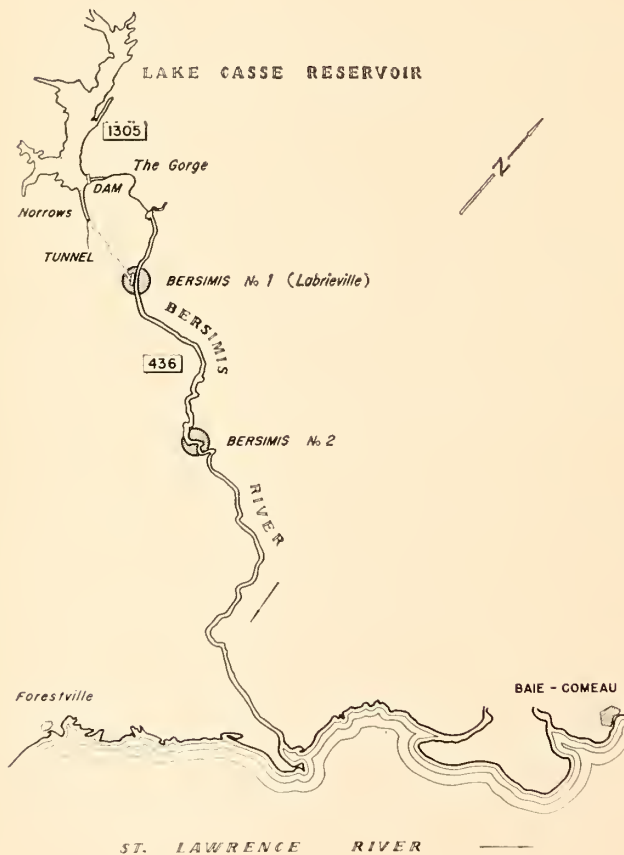 LAKE CASSE RESERVOIR
1305
The Gorge
DAM
Norrows
TUNNEL
BERSIMIS No 1 (Labrieville)
BERSIMIS
436
BERSIMIS No 2
RIVER
N
Forestville
BAIE - COMEAU
ST. LAWRENCE RIVER